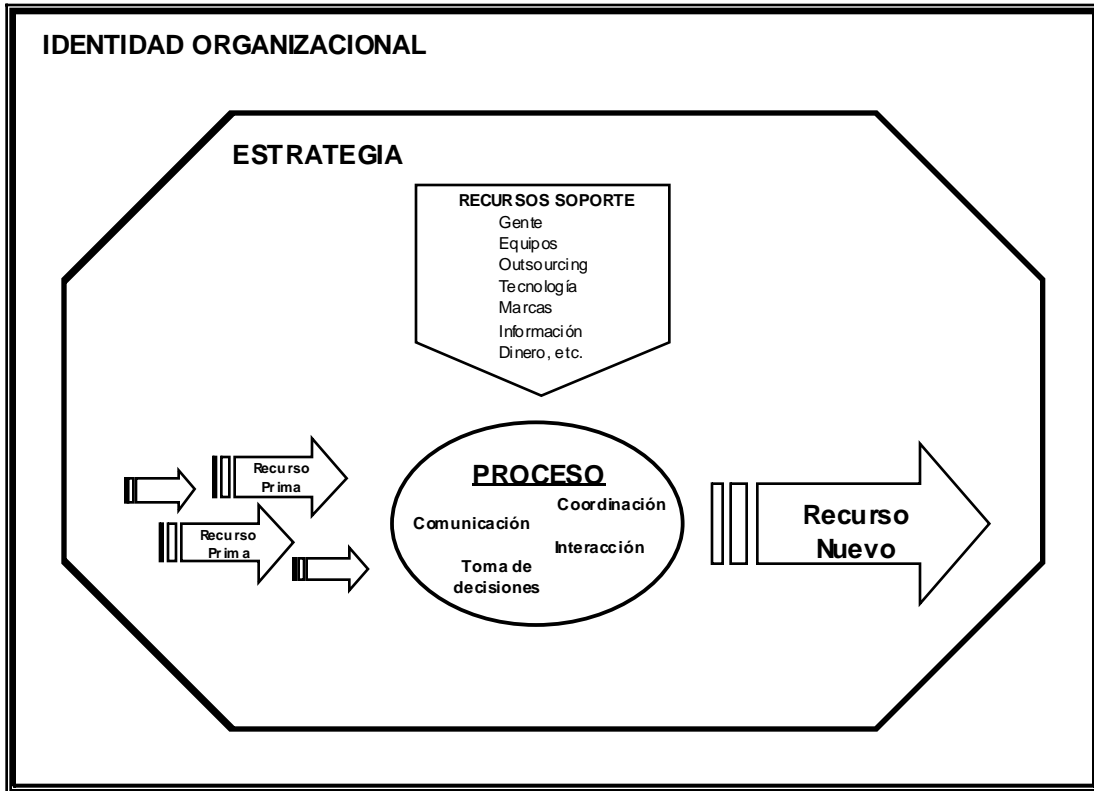 IDENTIDAD ORGANIZACIONAL
ESTRATEGIA
RECURSOS SOPORTE
Gente
Equipos
Outsourcing
Tecnología
Marcas
Información
Dinero, etc.
Recurso
Prima
Recurso
Prima
PROCESO
Coordinación
Comunicación
Interacción
Toma de
decisiones
Recurso
Nuevo